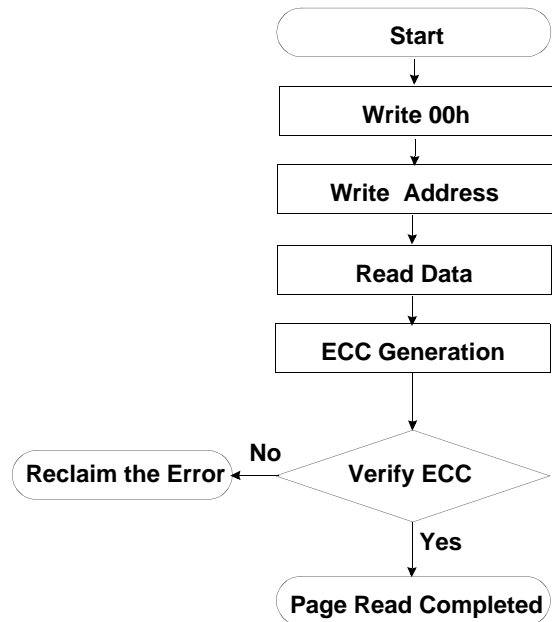 Start
Write 00h
Write Address
Read Data
ECC Generation
No
Reclaim the Error
Verify ECC
Yes
Page Read Completed